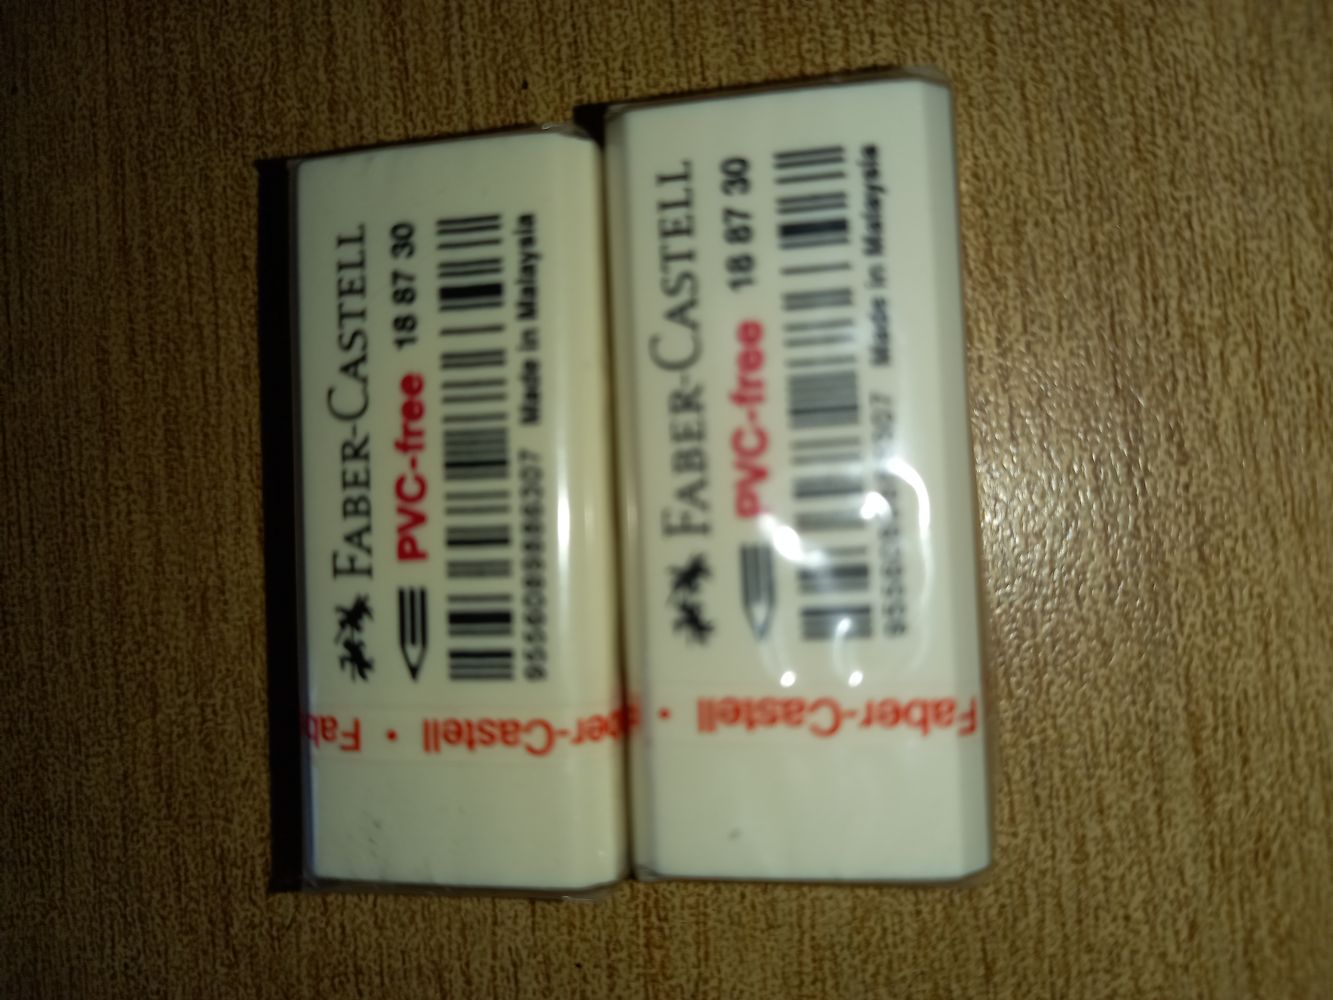 FABER-CASTELL
PVC-free 18 87 30
Made in Malaysia
Fab • Faber-Castell
FABER-CASTELL
PVC-free 18 87 30
Made in Malaysia
• Faber-Castell